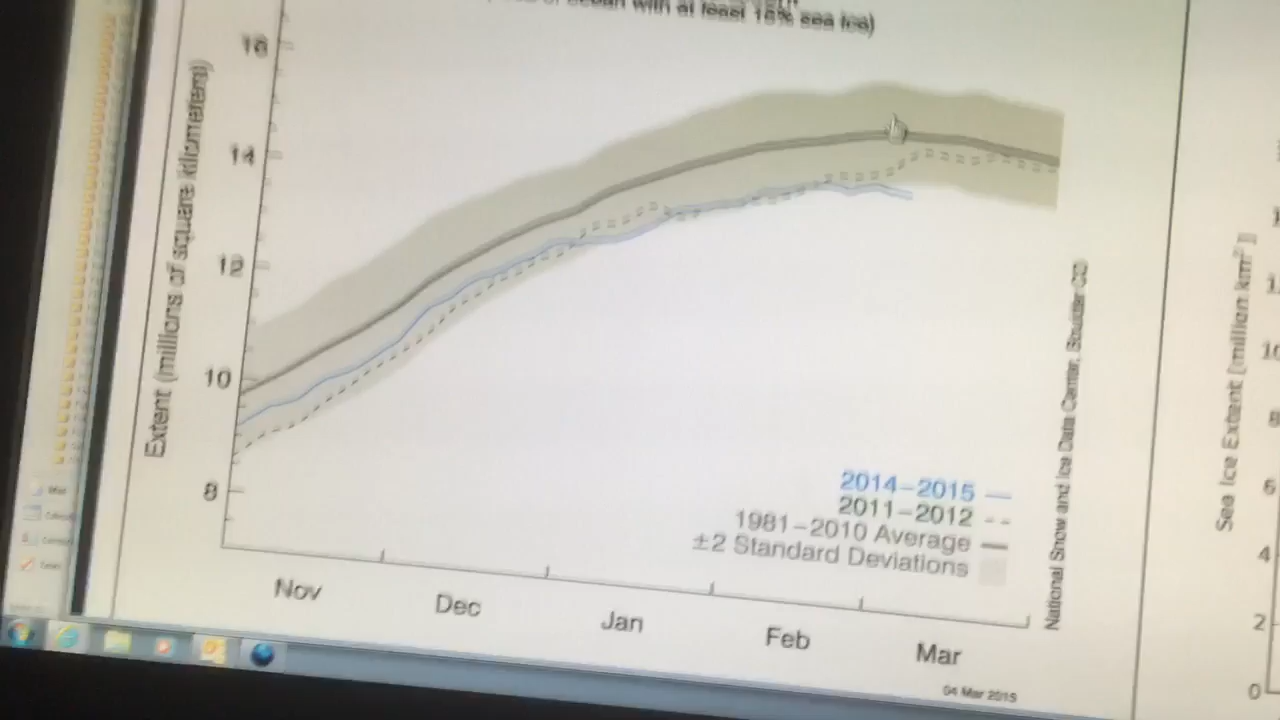 with at least 15% sea ice)
Extent (millions of square kilometers)
16
14
12
10
8
2014–2015
2011–2012
1981–2010 Average
±2 Standard Deviations
Nov
Dec
Jan
Feb
Mar
National Snow and Ice Data Center, Boulder CO
04 Mar 2015
Sea Ice Extent [million km²]
10
8
6
4
2
0